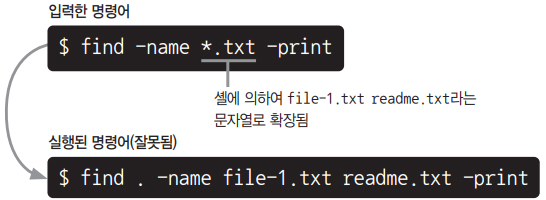 입력한 명령어
$ find -name *.txt -print
셸에 의하여 file-1.txt readme.txt라는
문자열로 확장됨
실행된 명령어(잘못됨)
$ find . -name file-1.txt readme.txt -print